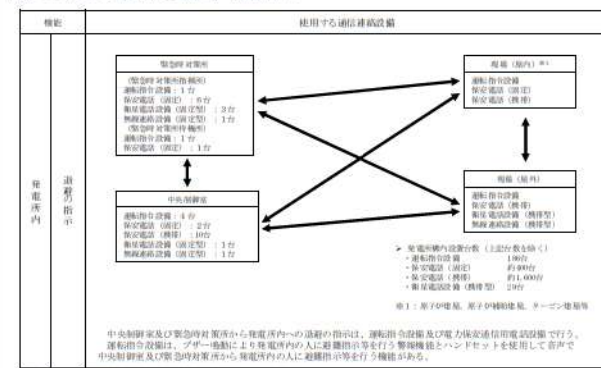 機能
使用する通信連絡設備
発電所内
退避の指示
緊急時対策所
(緊急時対策所指揮所)
運転指令設備:1台
保安電話(固定):6台
衛星電話設備(固定型):3台
無線連絡設備(固定型):1台
(緊急時対策所待機所)
運転指令設備:1台
保安電話(固定):1台
中央制御室
運転指令設備:4台
保安電話(固定):2台
保安電話(携帯):10台
衛星電話設備(固定型):1台
無線連絡設備(固定型):1台
現場(屋内)※1
運転指令設備
保安電話(固定)
保安電話(携帯)
現場(屋外)
運転指令設備
保安電話(携帯)
衛星電話設備(携帯型)
無線連絡設備(携帯型)
➢ 発電所構内設置台数(上記台数を除く)
・運転指令設備 186台
・保安電話(固定) 約400台
・保安電話(携帯) 約1,600台
・衛星電話設備(携帯型) 29台
※1:原子炉建屋、原子炉補助建屋、タービン建屋等
中央制御室及び緊急時対策所から発電所内への退避の指示は、運転指令設備及び電力保安通信用電話設備で行う。
運転指令設備は、ブザー鳴動により発電所内の人に避難指示等を行う警報機能とハンドセットを使用して音声で
中央制御室及び緊急時対策所から発電所内の人に避難指示等を行う機能がある。